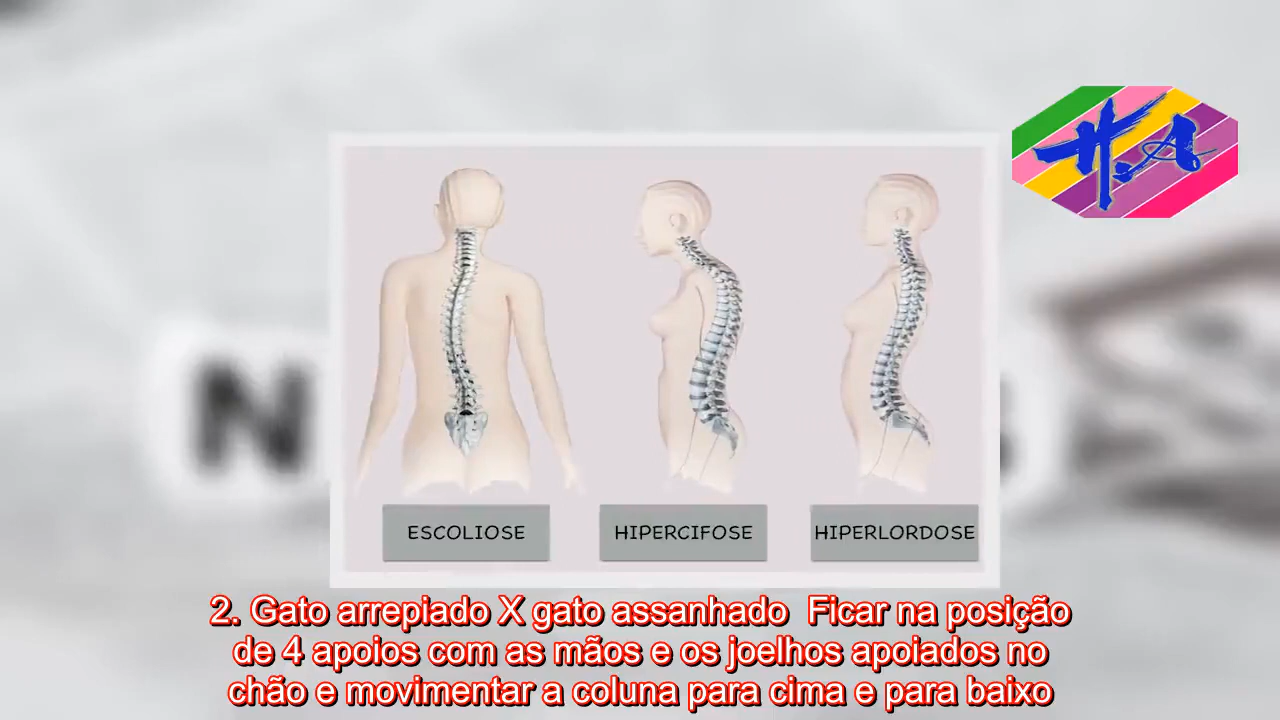 H.A
ESCOLIOSE
HIPERCIFOSE
HIPERLORDOSE
2. Gato arrepiado X gato assanhado Ficar na posição
de 4 apoios com as mãos e os joelhos apoiados no
chão e movimentar a coluna para cima e para baixo